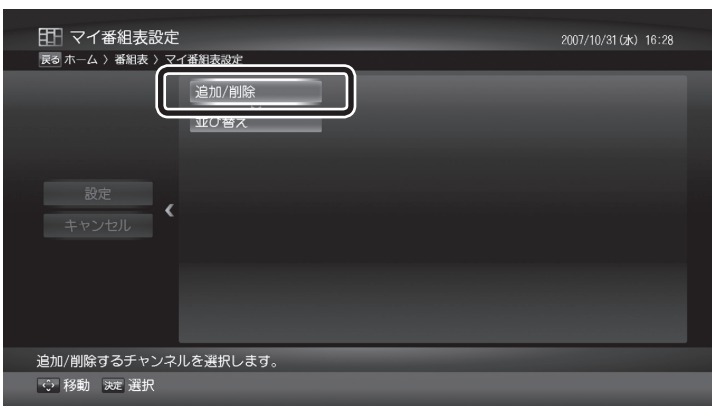 マイ番組表設定
2007/10/31(水) 16:28
戻る ホーム 〉 番組表 〉 マイ番組表設定
追加/削除
並び替え
設定
キャンセル
追加/削除するチャンネルを選択します。
移動 決定 選択